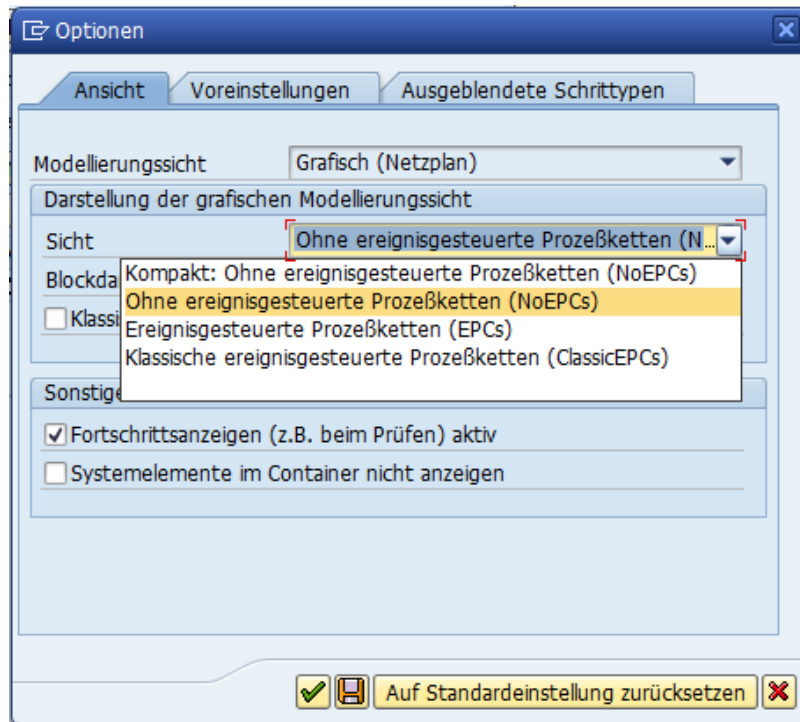 Optionen
Ansicht
Voreinstellungen
Ausgeblendete Schrittypen
Modellierungssicht
Grafisch (Netzplan)
Darstellung der grafischen Modellierungssicht
Sicht
Ohne ereignisgesteuerte Prozeßketten (N...
Kompakt: Ohne ereignisgesteuerte Prozeßketten (NoEPCs)
Ohne ereignisgesteuerte Prozeßketten (NoEPCs)
Ereignisgesteuerte Prozeßketten (EPCs)
Klassische ereignisgesteuerte Prozeßketten (ClassicEPCs)
Fortschrittsanzeigen (z.B. beim Prüfen) aktiv
Systemelemente im Container nicht anzeigen
Auf Standardeinstellung zurücksetzen